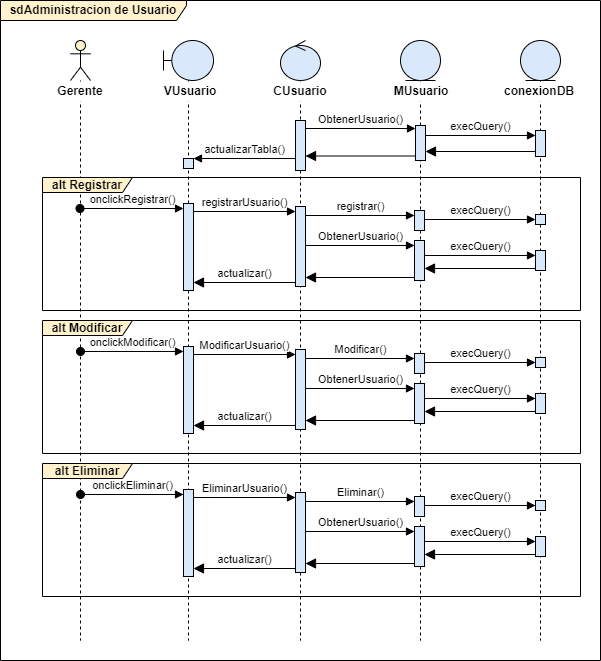 sdAdministracion de Usuario
Gerente
VUsuario
CUsuario
MUsuario
conexionDB
ObtenerUsuario()
execQuery()
actualizarTabla()
alt Registrar
onclickRegistrar()
registrarUsuario()
registrar()
execQuery()
ObtenerUsuario()
execQuery()
actualizar()
alt Modificar
onclickModificar()
ModificarUsuario()
Modificar()
execQuery()
ObtenerUsuario()
execQuery()
actualizar()
alt Eliminar
onclickEliminar()
EliminarUsuario()
Eliminar()
execQuery()
ObtenerUsuario()
execQuery()
actualizar()